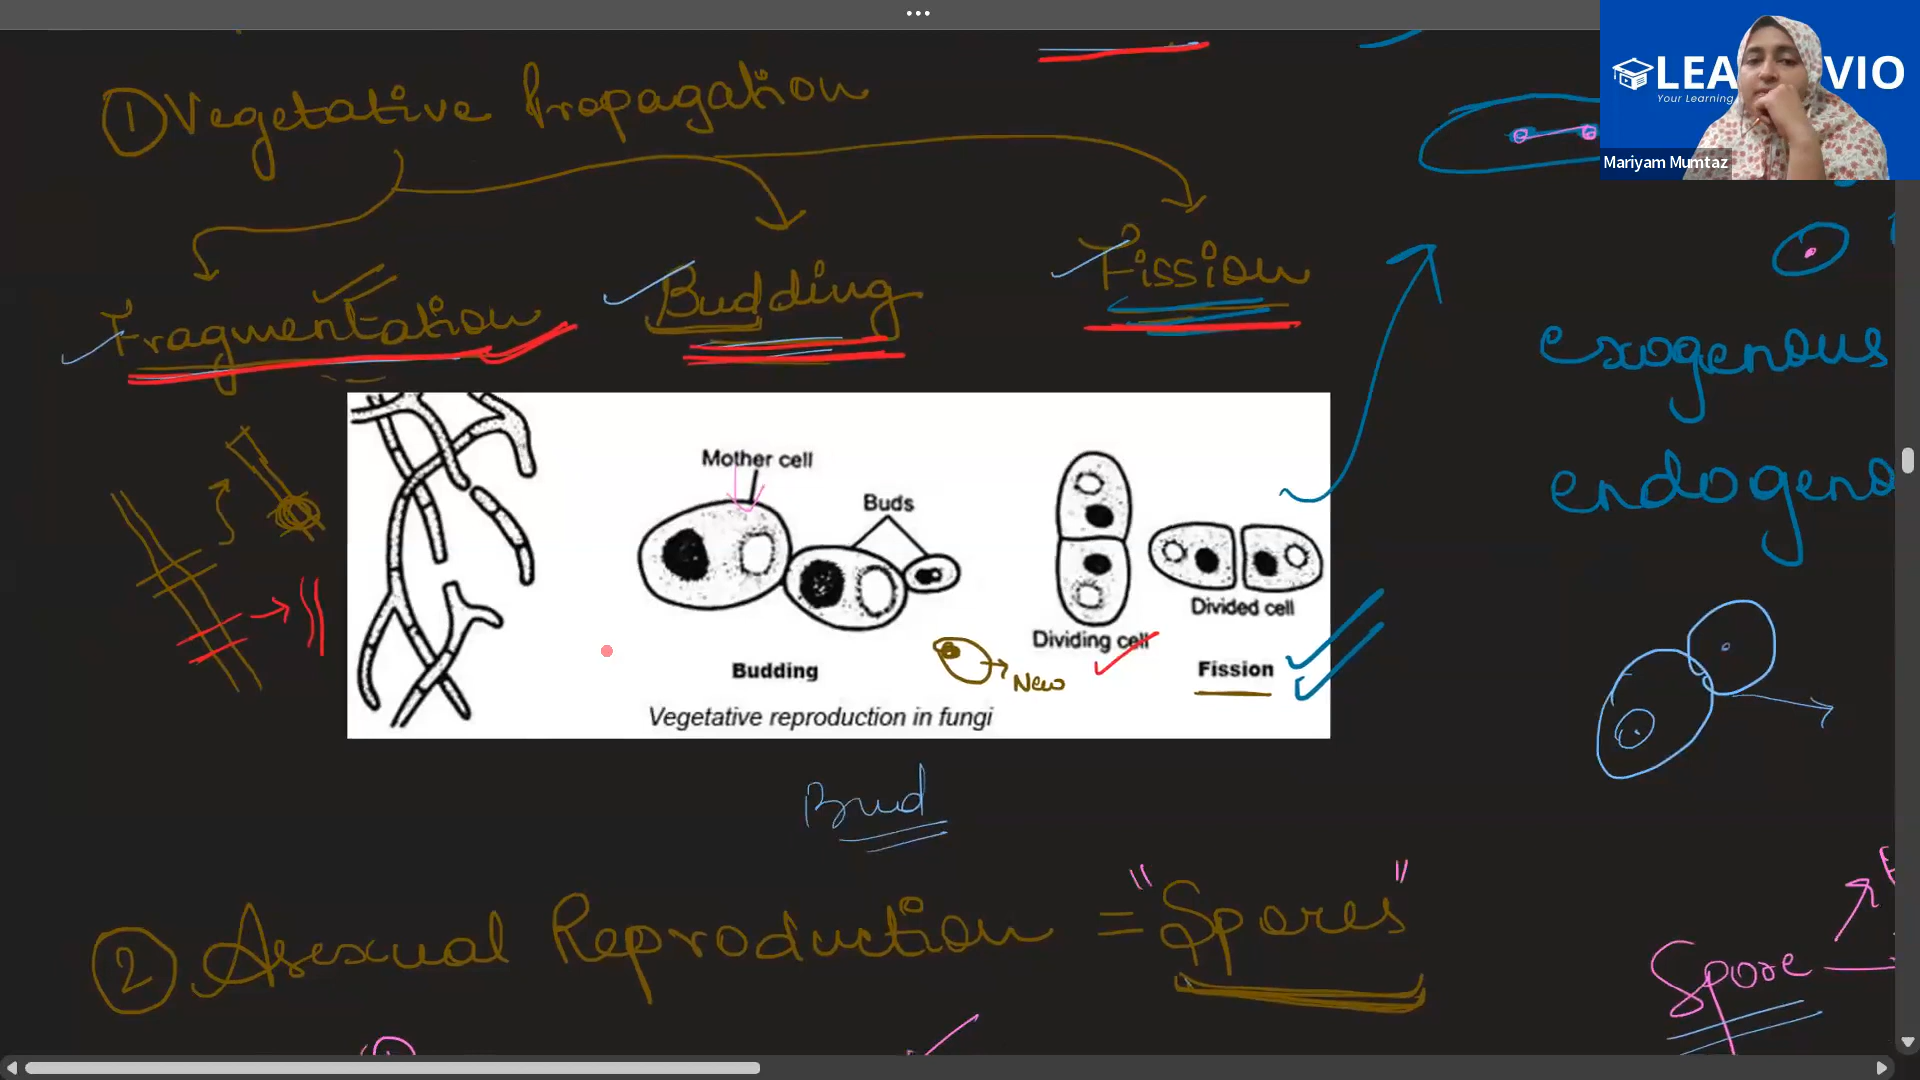 ① Vegetative Propagation
LEA VIO
Your Learning
Mariyam Mumtaz
Fragmentation Budding Fission
exogenous
endogeno
Mother cell
Buds
Divided cell
Dividing cell
New
Budding
Fission
Vegetative reproduction in fungi
Bud
② Asexual Reproduction = "Spores"
Spore